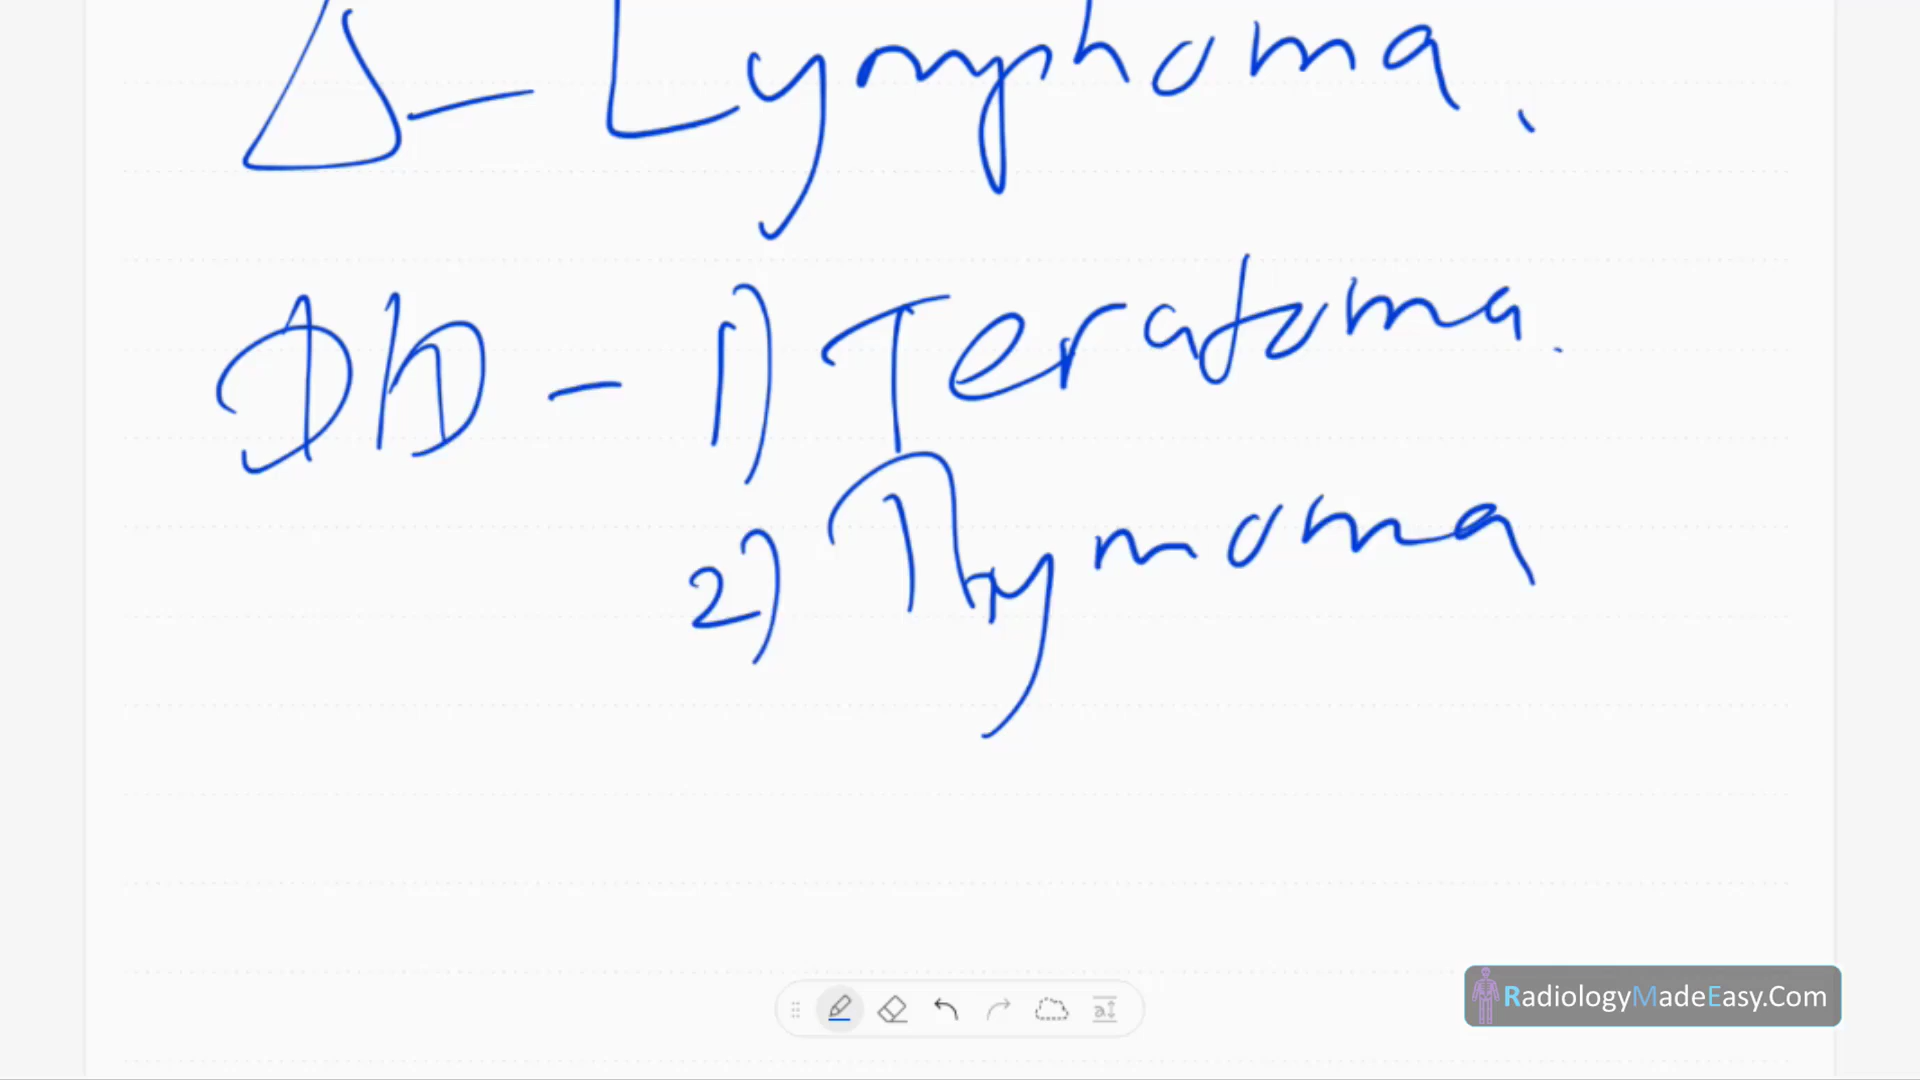 Δ - Lymphoma.
DD - 1) Teratoma.
2) Thymoma
RadiologyMadeEasy.Com